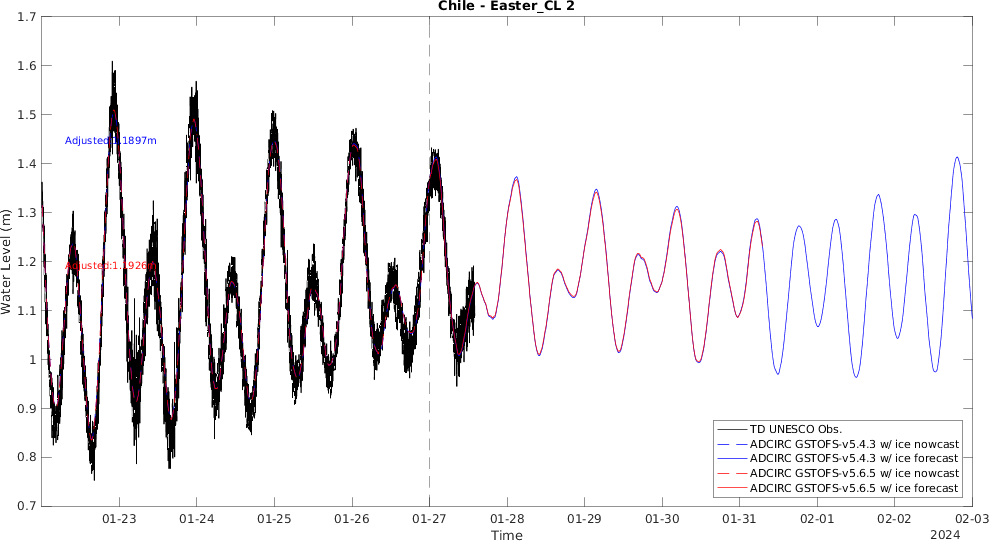 Chile - Easter_CL 2
1.7
1.6
1.5
1.4
1.3
1.2
1.1
1
0.9
0.8
0.7
Water Level (m)
Adjusted:1.1897m
Adjusted:1.1926m
01-23
01-24
01-25
01-26
01-27
01-28
01-29
01-30
01-31
02-01
02-02
02-03
Time
2024
TD UNESCO Obs.
ADCIRC GSTOFS-v5.4.3 w/ ice nowcast
ADCIRC GSTOFS-v5.4.3 w/ ice forecast
ADCIRC GSTOFS-v5.6.5 w/ ice nowcast
ADCIRC GSTOFS-v5.6.5 w/ ice forecast